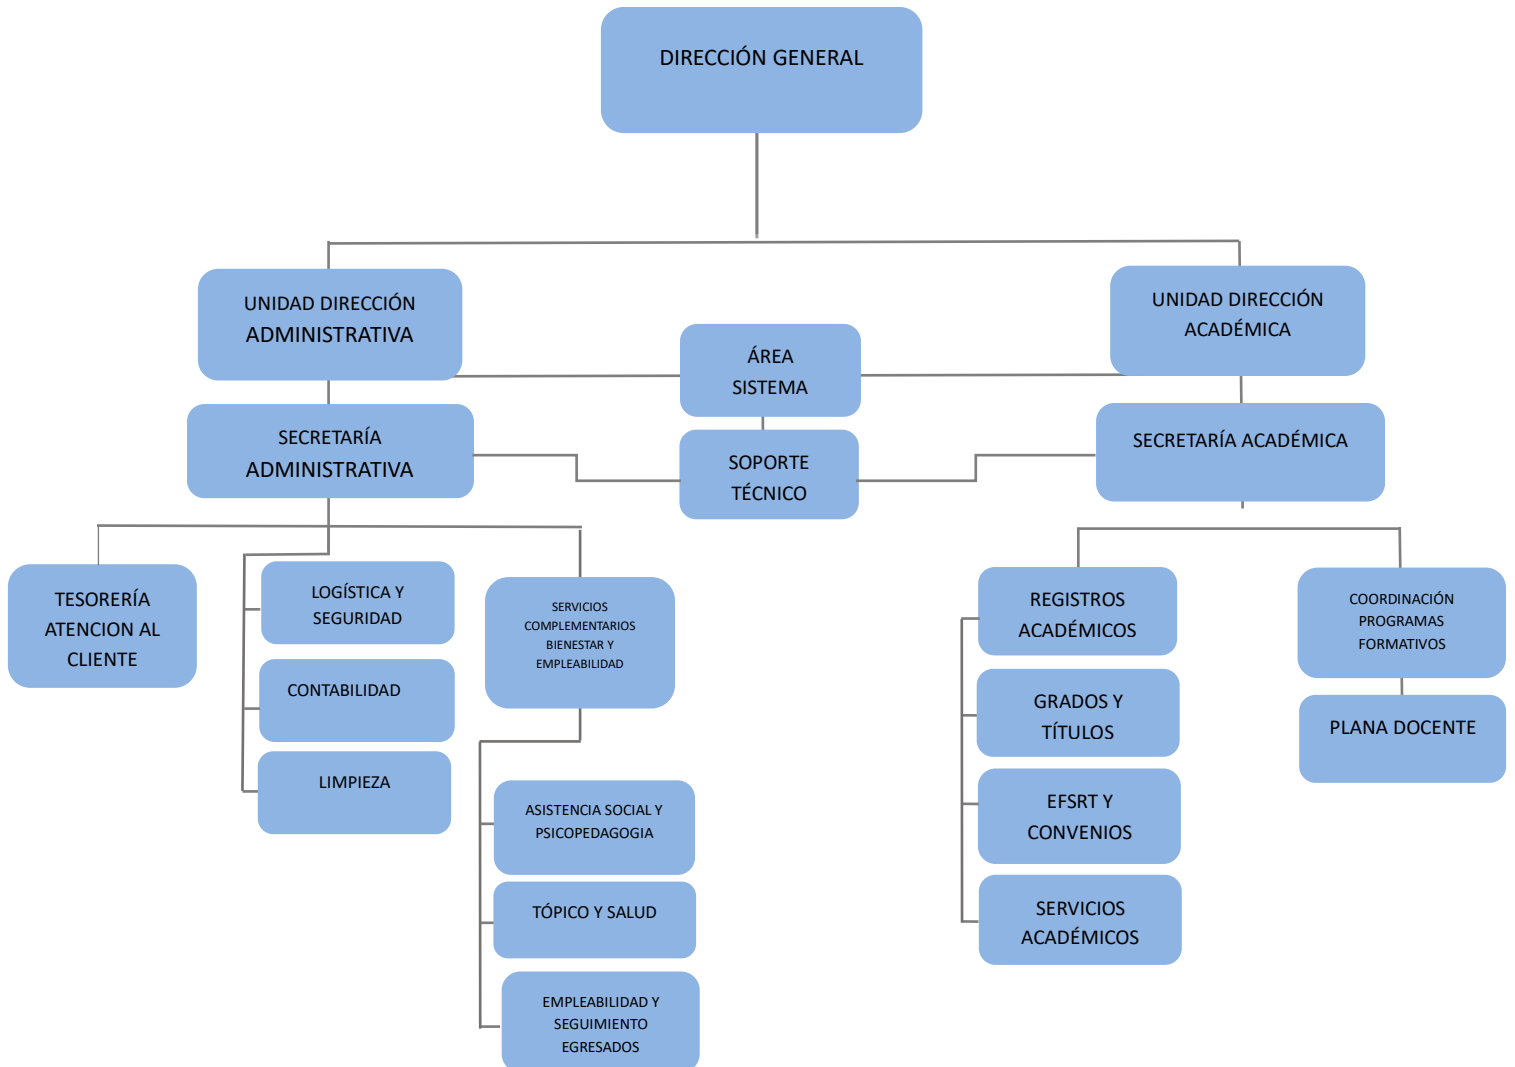 DIRECCIÓN GENERAL
UNIDAD DIRECCIÓN
ADMINISTRATIVA
UNIDAD DIRECCIÓN
ACADÉMICA
ÁREA
SISTEMA
SECRETARÍA
ADMINISTRATIVA
SOPORTE
TÉCNICO
SECRETARÍA ACADÉMICA
TESORERÍA
ATENCION AL
CLIENTE
LOGÍSTICA Y
SEGURIDAD
CONTABILIDAD
LIMPIEZA
SERVICIOS
COMPLEMENTARIOS
BIENESTAR Y
EMPLEABILIDAD
ASISTENCIA SOCIAL Y
PSICOPEDAGOGIA
TÓPICO Y SALUD
EMPLEABILIDAD Y
SEGUIMIENTO
EGRESADOS
REGISTROS
ACADÉMICOS
GRADOS Y
TÍTULOS
EFSRT Y
CONVENIOS
SERVICIOS
ACADÉMICOS
COORDINACIÓN
PROGRAMAS
FORMATIVOS
PLANA DOCENTE